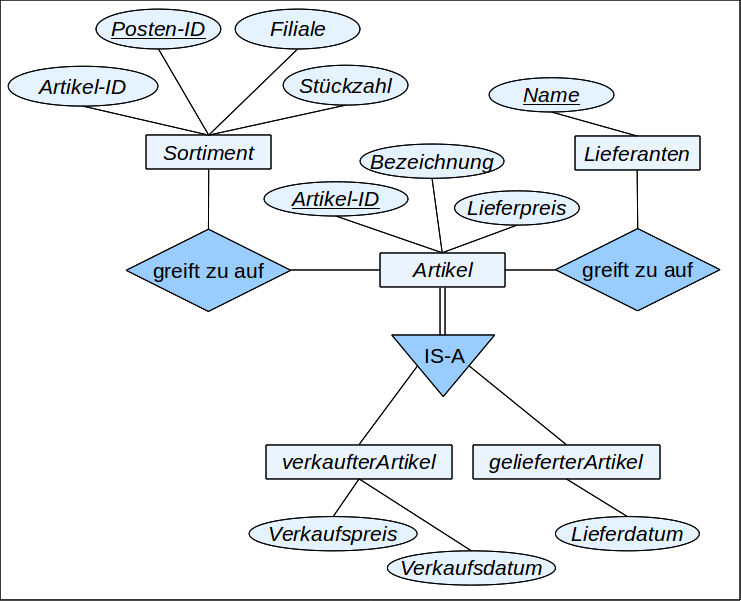 Posten-ID
Filiale
Artikel-ID
Stückzahl
Name
Sortiment
Lieferanten
Bezeichnung
Artikel-ID
Lieferpreis
greift zu auf
Artikel
greift zu auf
IS-A
verkaufterArtikel
gelieferterArtikel
Verkaufspreis
Lieferdatum
Verkaufsdatum